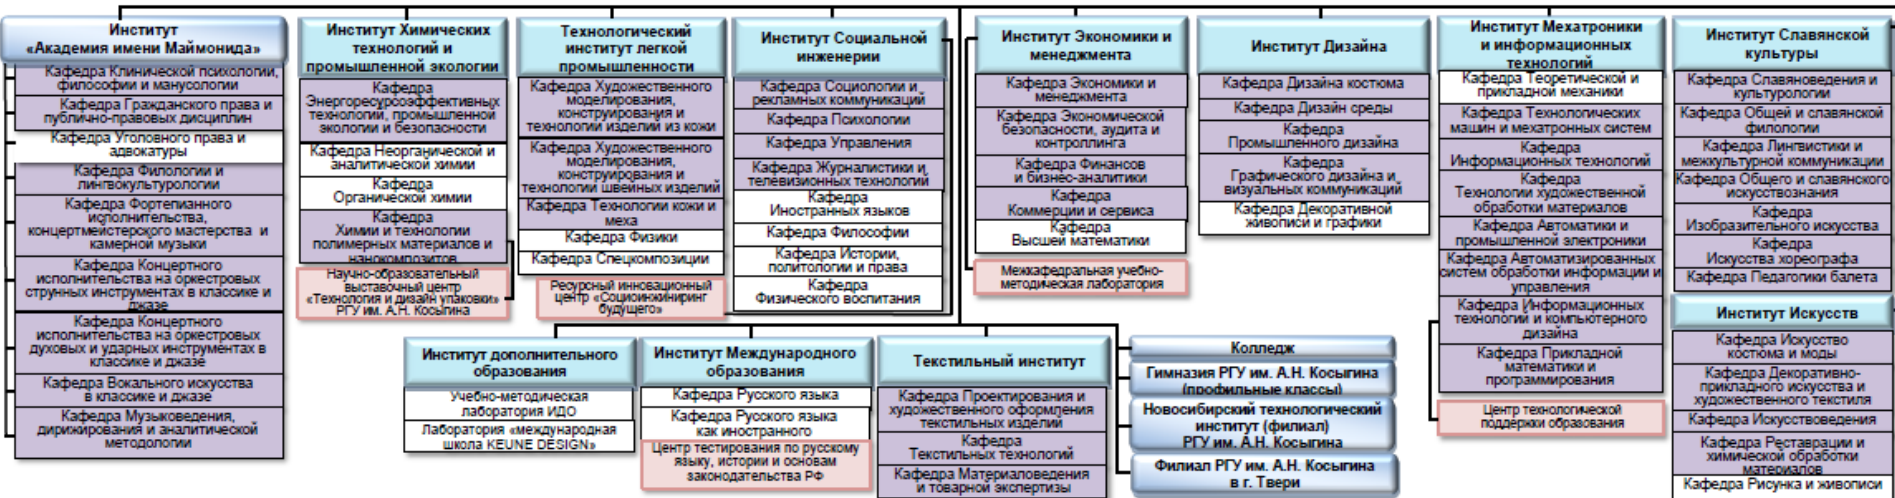 Институт
«Академия имени Маймонида»
Кафедра Клинической психологии,
философии и манусологии
Кафедра Гражданского права и
публично-правовых дисциплин
Кафедра Уголовного права и
адвокатуры
Кафедра Филологии и
лингвокультурологии
Кафедра Фортепианного
исполнительства,
концертмейстерского мастерства и
камерной музыки
Кафедра Концертного
исполнительства на оркестровых
струнных инструментах в классике и
джазе
Кафедра Концертного
исполнительства на оркестровых
духовых и ударных инструментах в
классике и джазе
Кафедра Вокального искусства
в классике и джазе
Кафедра Музыковедения,
дирижирования и аналитической
методологии
Институт Химических
технологий и
промышленной экологии
Кафедра
Энергоресурсоэффективных
технологии, промышленной
экологии и безопасности
Кафедра Неорганической и
аналитической химии
Кафедра
Органической химии
Кафедра
Химии и технологии
полимерных материалов и
нанокомпозитов
Научно-образовательный
выставочный центр
«Технология и дизайн упаковки»
РГУ им. А.Н. Косыгина
Технологический
институт легкой
промышленности
Кафедра Художественного
моделирования,
конструирования и
технологии изделии из кожи
Кафедра Художественного
моделирования,
конструирования и
технологии швейных изделий
Кафедра Технологии кожи и
меха
Кафедра Физики
Кафедра Спецкомпозиции
Ресурсный инновационный
центр «Социоинжиниринг
будущего»
Институт Социальной
инженерии
Кафедра Социологии и
рекламных коммуникаций
Кафедра Психологии
Кафедра Управления
Кафедра Журналистики и
телевизионных технологий
Кафедра
Иностранных языков
Кафедра Философии
Кафедра Истории,
политологии и права
Кафедра
Физического воспитания
Институт Экономики и
менеджмента
Кафедра Экономики и
менеджмента
Кафедра Экономической
безопасности, аудита и
контроллинга
Кафедра Финансов
и бизнес-аналитики
Кафедра
Коммерции и сервиса
Кафедра
Высшей математики
Межкафедральная учебно-
методическая лаборатория
Институт Дизайна
Кафедра Дизайна костюма
Кафедра Дизайн среды
Кафедра
Промышленного дизайна
Кафедра
Графического дизайна и
визуальных коммуникаций
Кафедра Декоративной
живописи и графики
Институт Мехатроники
и информационных
технологий
Кафедра Теоретической и
прикладной механики
Кафедра Технологических
машин и мехатронных систем
Кафедра
Информационных технологий
Кафедра
Технологии художественной
обработки материалов
Кафедра Автоматики и
промышленной электроники
Кафедра Автоматизированных
систем обработки информации и
управления
Кафедра Информационных
технологий и компьютерного
дизайна
Кафедра Прикладной
математики и
программирования
Центр технологической
поддержки образования
Институт Славянской
культуры
Кафедра Славяноведения и
культурологии
Кафедра Общей и славянской
филологии
Кафедра Лингвистики и
межкультурной коммуникации
Кафедра Общего и славянского
искусствознания
Кафедра
Изобразительного искусства
Кафедра
Искусства хореографа
Кафедра Педагогики балета
Институт Искусств
Кафедра Искусство
костюма и моды
Кафедра Декоративно-
прикладного искусства и
художественного текстиля
Кафедра Искусствоведения
Кафедра Реставрации и
химической обработки
материалов
Кафедра Рисунка и живописи
Институт дополнительного
образования
Учебно-методическая
лаборатория ИДО
Лаборатория «международная
школа KEUNE DESIGN»
Институт Международного
образования
Кафедра Русского языка
Кафедра Русского языка
как иностранного
Центр тестирования по русскому
языку, истории и основам
законодательства РФ
Текстильный институт
Кафедра Проектирования и
художественного оформления
текстильных изделий
Кафедра
Текстильных технологий
Кафедра Материаловедения
и товарной экспертизы
Колледж
Гимназия РГУ им. А.Н. Косыгина
(профильные классы)
Новосибирский технологический
институт (филиал)
РГУ им. А.Н. Косыгина
Филиал РГУ им. А.Н. Косыгина
в г. Твери